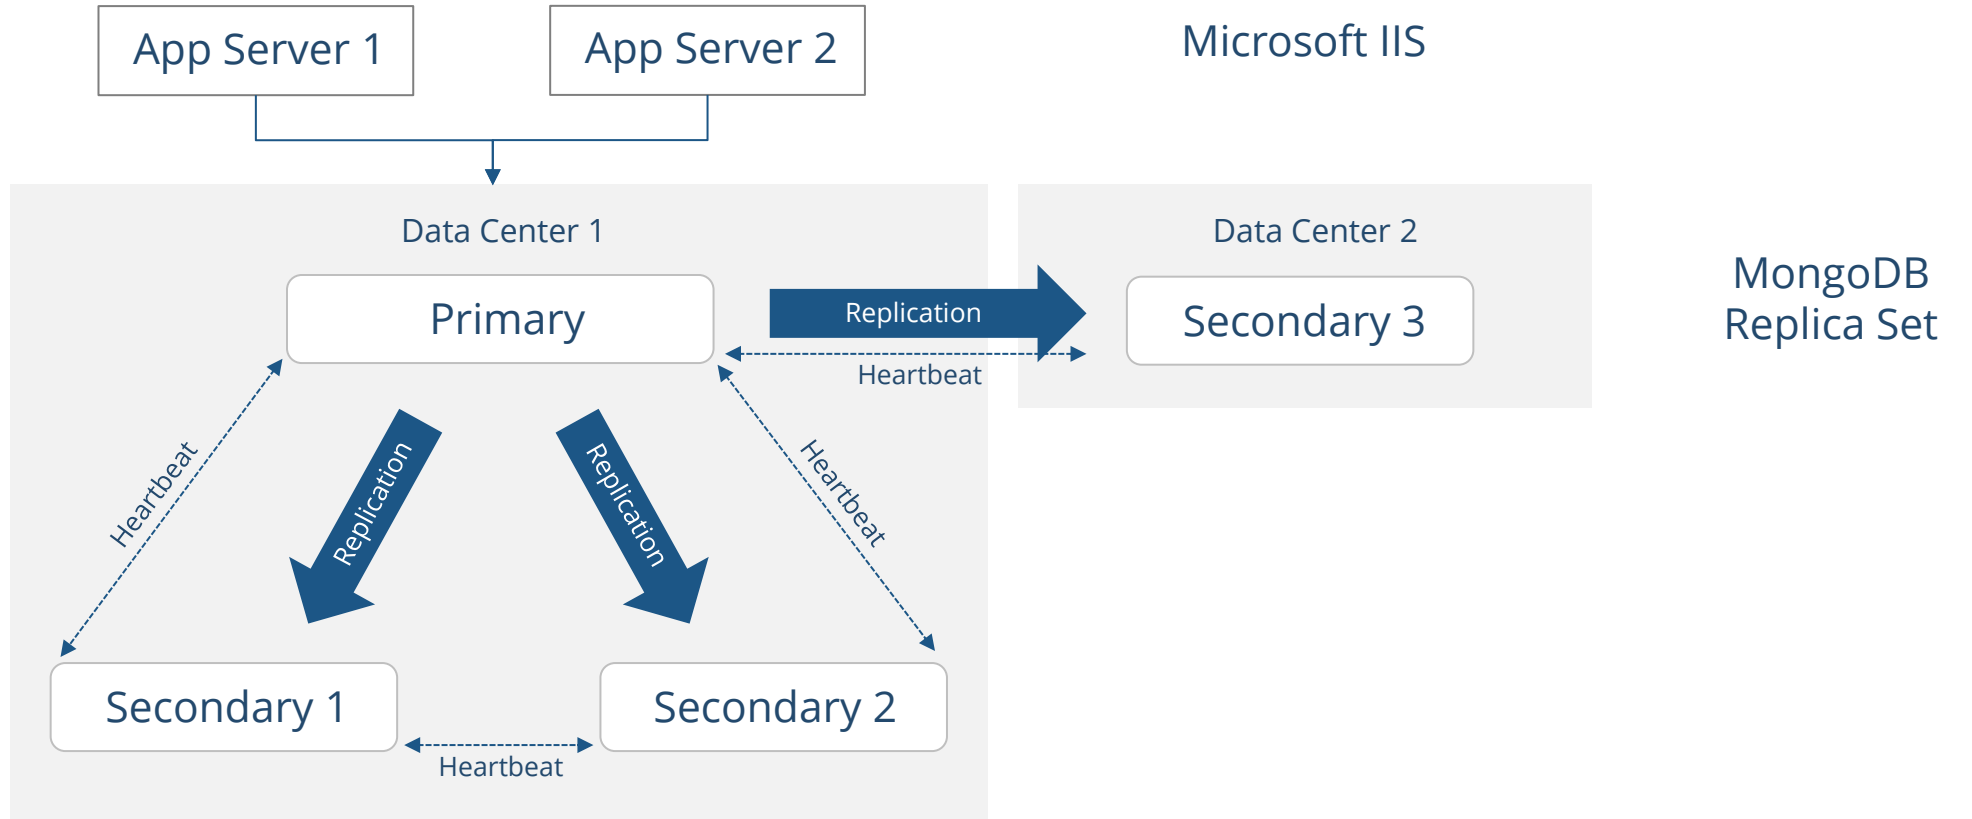 App Server 1
App Server 2
Microsoft IIS
Data Center 1
Data Center 2
Primary
Replication
Secondary 3
MongoDB
Replica Set
Heartbeat
Heartbeat
Replication
Replication
Heartbeat
Secondary 1
Secondary 2
Heartbeat